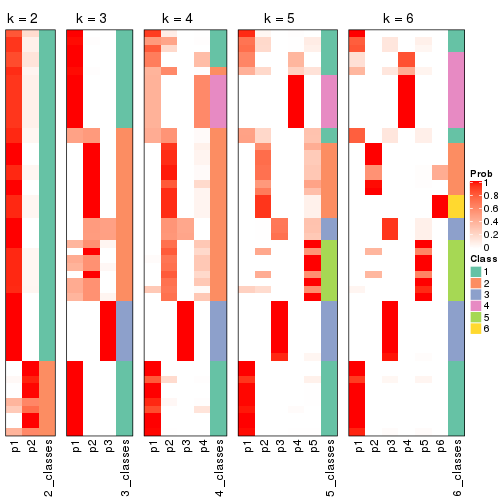 k = 2
k = 3
k = 4
k = 5
k = 6
Prob
1
0.8
0.6
0.4
0.2
0
Class
1
2
3
4
5
6
p1
p2
2_classes
p1
p2
p3
3_classes
p1
p2
p3
p4
4_classes
p1
p2
p3
p4
p5
5_classes
p1
p2
p3
p4
p5
p6
6_classes